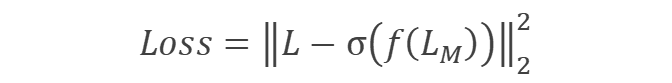 Loss = ‖L − σ(f(L_M))‖₂²